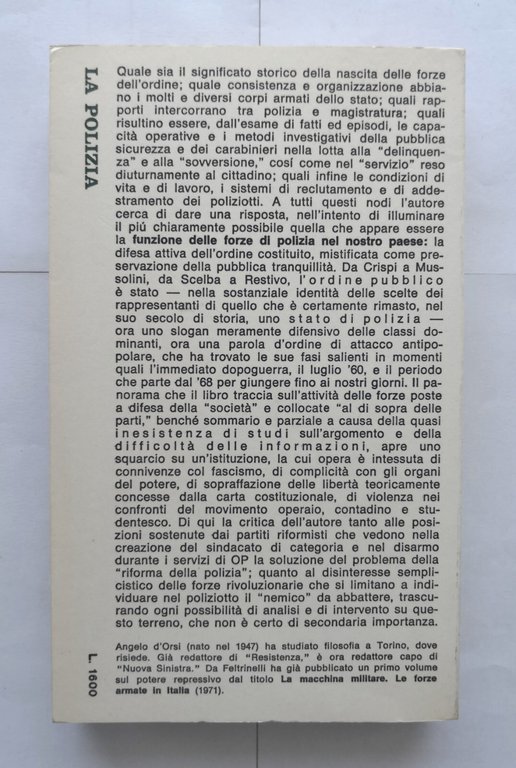 LA POLIZIA
Quale sia il significato storico della nascita delle forze
dell'ordine; quale consistenza e organizzazione abbia-
no i molti e diversi corpi armati dello stato; quali rap-
porti intercorrano tra polizia e magistratura; quali
risultino essere, dall'esame di fatti ed episodi, le capa-
cità operative e i metodi investigativi della pubblica
sicurezza e dei carabinieri nella lotta alla "delinquen-
za" e alla "sovversione," cosí come nel "servizio" reso
diuturnamente al cittadino; quali infine le condizioni di
vita e di lavoro, i sistemi di reclutamento e di adde-
stramento dei poliziotti. A tutti questi nodi l'autore
cerca di dare una risposta, nell'intento di illuminare
il piú chiaramente possibile quella che appare essere
la funzione delle forze di polizia nel nostro paese: la
difesa attiva dell'ordine costituito, mistificata come pre-
servazione della pubblica tranquillità. Da Crispi a Mus-
solini, da Scelba a Restivo, l'ordine pubblico
è stato — nella sostanziale identità delle scelte dei
rappresentanti di quello che è certamente rimasto, nel
suo secolo di storia, uno stato di polizia —
ora uno slogan meramente difensivo delle classi do-
minanti, ora una parola d'ordine di attacco antipo-
polare, che ha trovato le sue fasi salienti in momenti
quali l'immediato dopoguerra, il luglio '60, e il periodo
che parte dal '68 per giungere fino ai nostri giorni. Il pa-
norama che il libro traccia sull'attività delle forze poste
a difesa della "società" e collocate "al di sopra delle
parti," benché sommario e parziale a causa della quasi
inesistenza di studi sull'argomento e della
difficoltà delle informazioni, apre uno
squarcio su un'istituzione, la cui opera è intessuta di
connivenze col fascismo, di complicità con gli organi
del potere, di sopraffazione delle libertà teoricamente
concesse dalla carta costituzionale, di violenza nei
confronti del movimento operaio, contadino e stu-
dentesco. Di qui la critica dell'autore tanto alle posi-
zioni sostenute dai partiti riformisti che vedono nella
creazione del sindacato di categoria e nel disarmo
durante i servizi di OP la soluzione del problema della
"riforma della polizia"; quanto al disinteresse sempli-
cistico delle forze rivoluzionarie che si limitano a indi-
viduare nel poliziotto il "nemico" da abbattere, trascu-
rando ogni possibilità di analisi e di intervento su que-
sto terreno, che non è certo di secondaria importanza.
Angelo d'Orsi (nato nel 1947) ha studiato filosofia a Torino, dove
risiede. Già redattore di "Resistenza," è ora redattore capo di
"Nuova Sinistra." Da Feltrinelli ha già pubblicato un primo volume
sul potere repressivo dal titolo La macchina militare. Le forze
armate in Italia (1971).
L. 1600